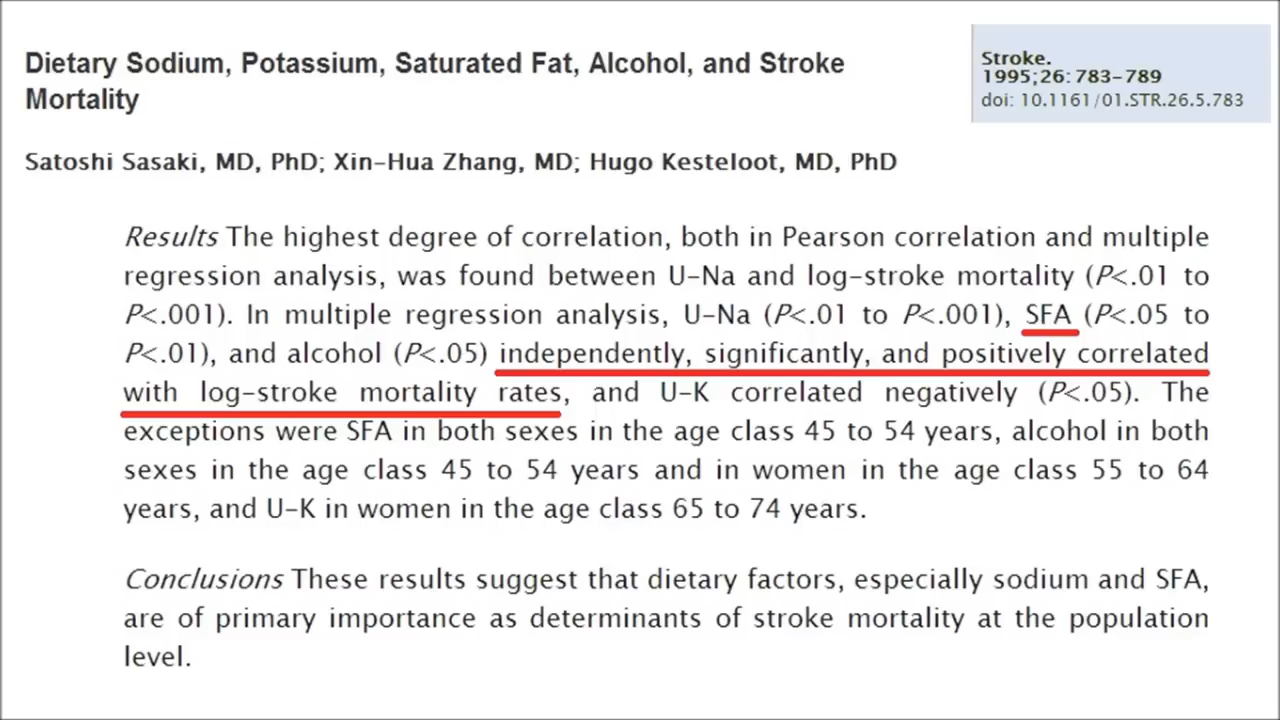 Dietary Sodium, Potassium, Saturated Fat, Alcohol, and Stroke
Mortality
Stroke.
1995;26:783–789
doi: 10.1161/01.STR.26.5.783
Satoshi Sasaki, MD, PhD; Xin–Hua Zhang, MD; Hugo Kesteloot, MD, PhD
Results The highest degree of correlation, both in Pearson correlation and multiple
regression analysis, was found between U–Na and log–stroke mortality (P<.01 to
P<.001). In multiple regression analysis, U–Na (P<.01 to P<.001), SFA (P<.05 to
P<.01), and alcohol (P<.05) independently, significantly, and positively correlated
with log–stroke mortality rates, and U–K correlated negatively (P<.05). The
exceptions were SFA in both sexes in the age class 45 to 54 years, alcohol in both
sexes in the age class 45 to 54 years and in women in the age class 55 to 64
years, and U–K in women in the age class 65 to 74 years.
Conclusions These results suggest that dietary factors, especially sodium and SFA,
are of primary importance as determinants of stroke mortality at the population
level.